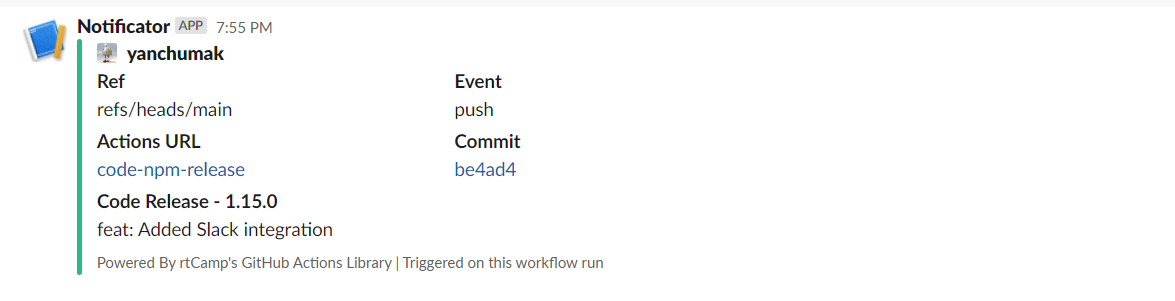 Notificator APP 7:55 PM
yanchumak
Ref Event
refs/heads/main push
Actions URL Commit
code-npm-release be4ad4
Code Release - 1.15.0
feat: Added Slack integration
Powered By rtCamp's GitHub Actions Library | Triggered on this workflow run